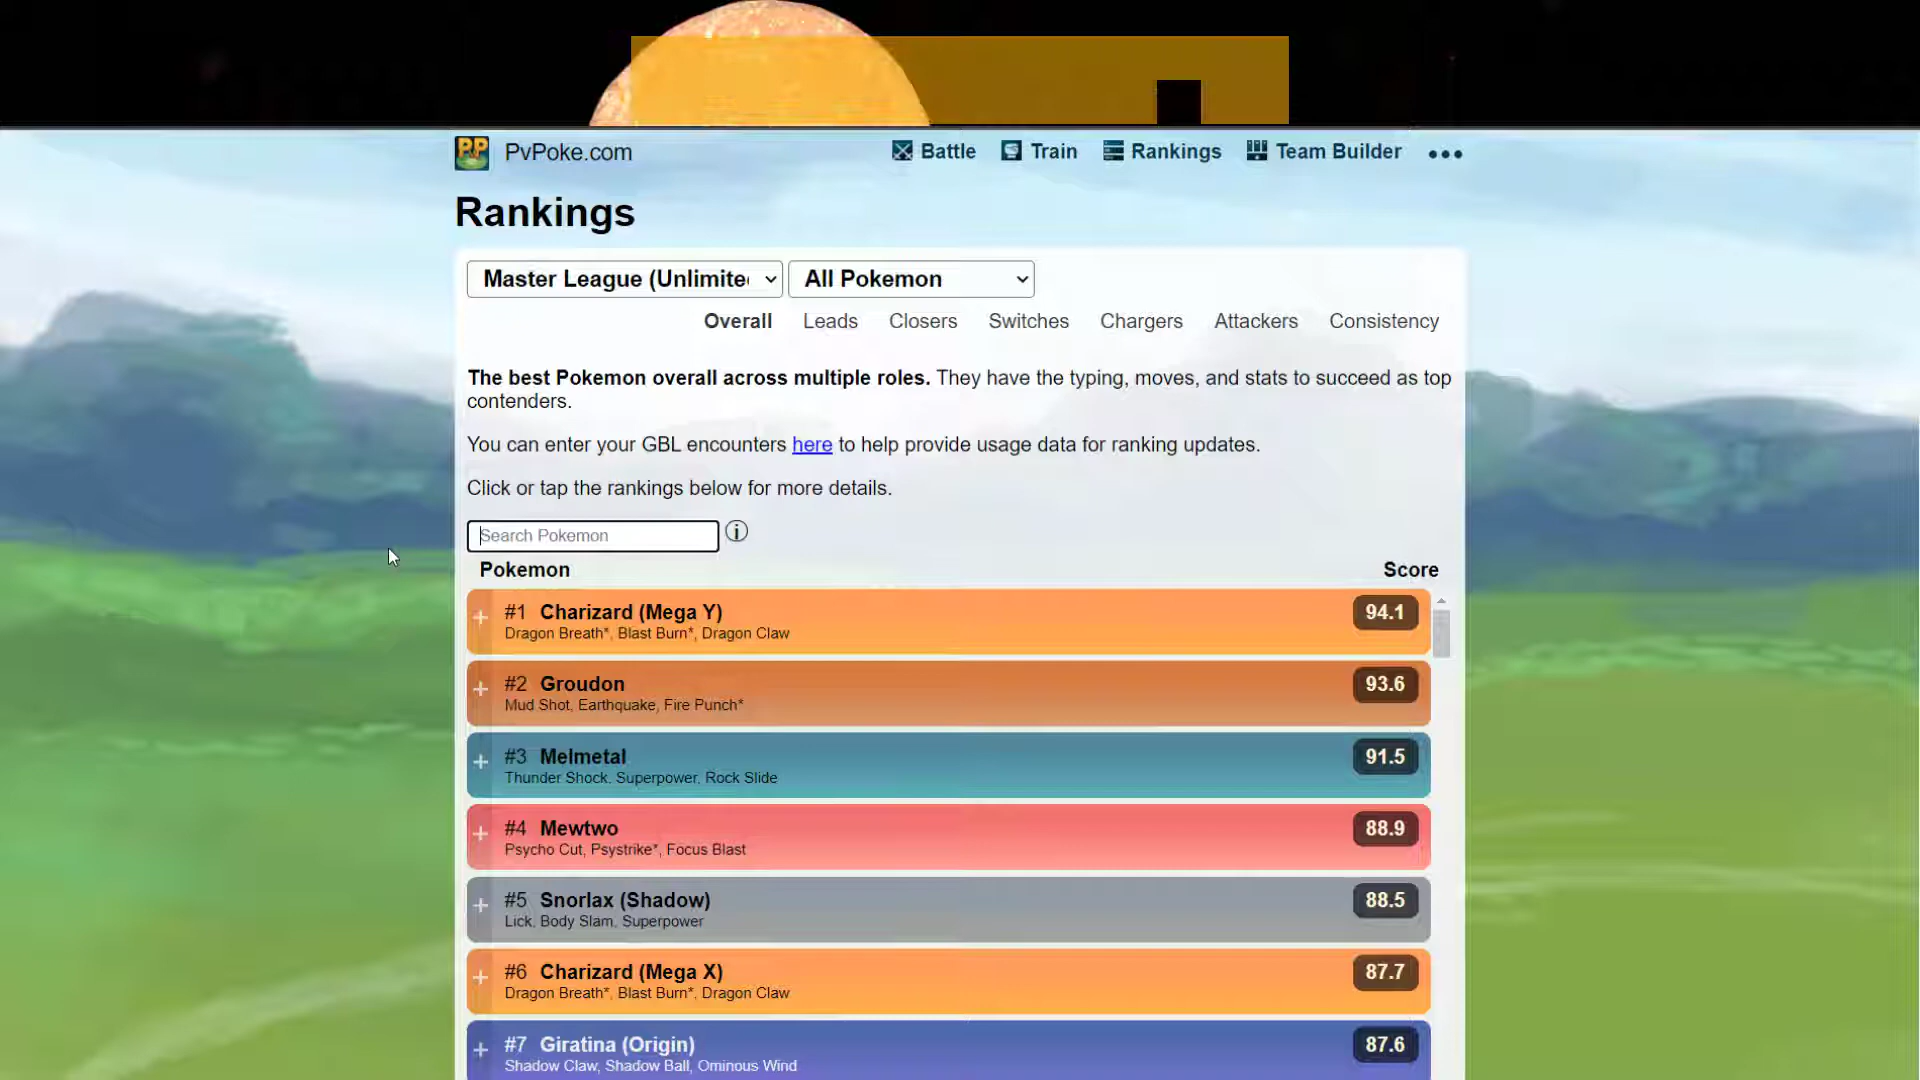 PvPoke.com
Battle
Train
Rankings
Team Builder
Rankings
Master League (Unlimite
All Pokemon
Overall
Leads
Closers
Switches
Chargers
Attackers
Consistency
The best Pokemon overall across multiple roles. They have the typing, moves, and stats to succeed as top
contenders.
You can enter your GBL encounters here to help provide usage data for ranking updates.
Click or tap the rankings below for more details.
Search Pokemon
Pokemon
Score
+ #1 Charizard (Mega Y) 94.1
Dragon Breath*, Blast Burn*, Dragon Claw
+ #2 Groudon 93.6
Mud Shot, Earthquake, Fire Punch*
+ #3 Melmetal 91.5
Thunder Shock, Superpower, Rock Slide
+ #4 Mewtwo 88.9
Psycho Cut, Psystrike*, Focus Blast
+ #5 Snorlax (Shadow) 88.5
Lick, Body Slam, Superpower
+ #6 Charizard (Mega X) 87.7
Dragon Breath*, Blast Burn*, Dragon Claw
+ #7 Giratina (Origin) 87.6
Shadow Claw, Shadow Ball, Ominous Wind